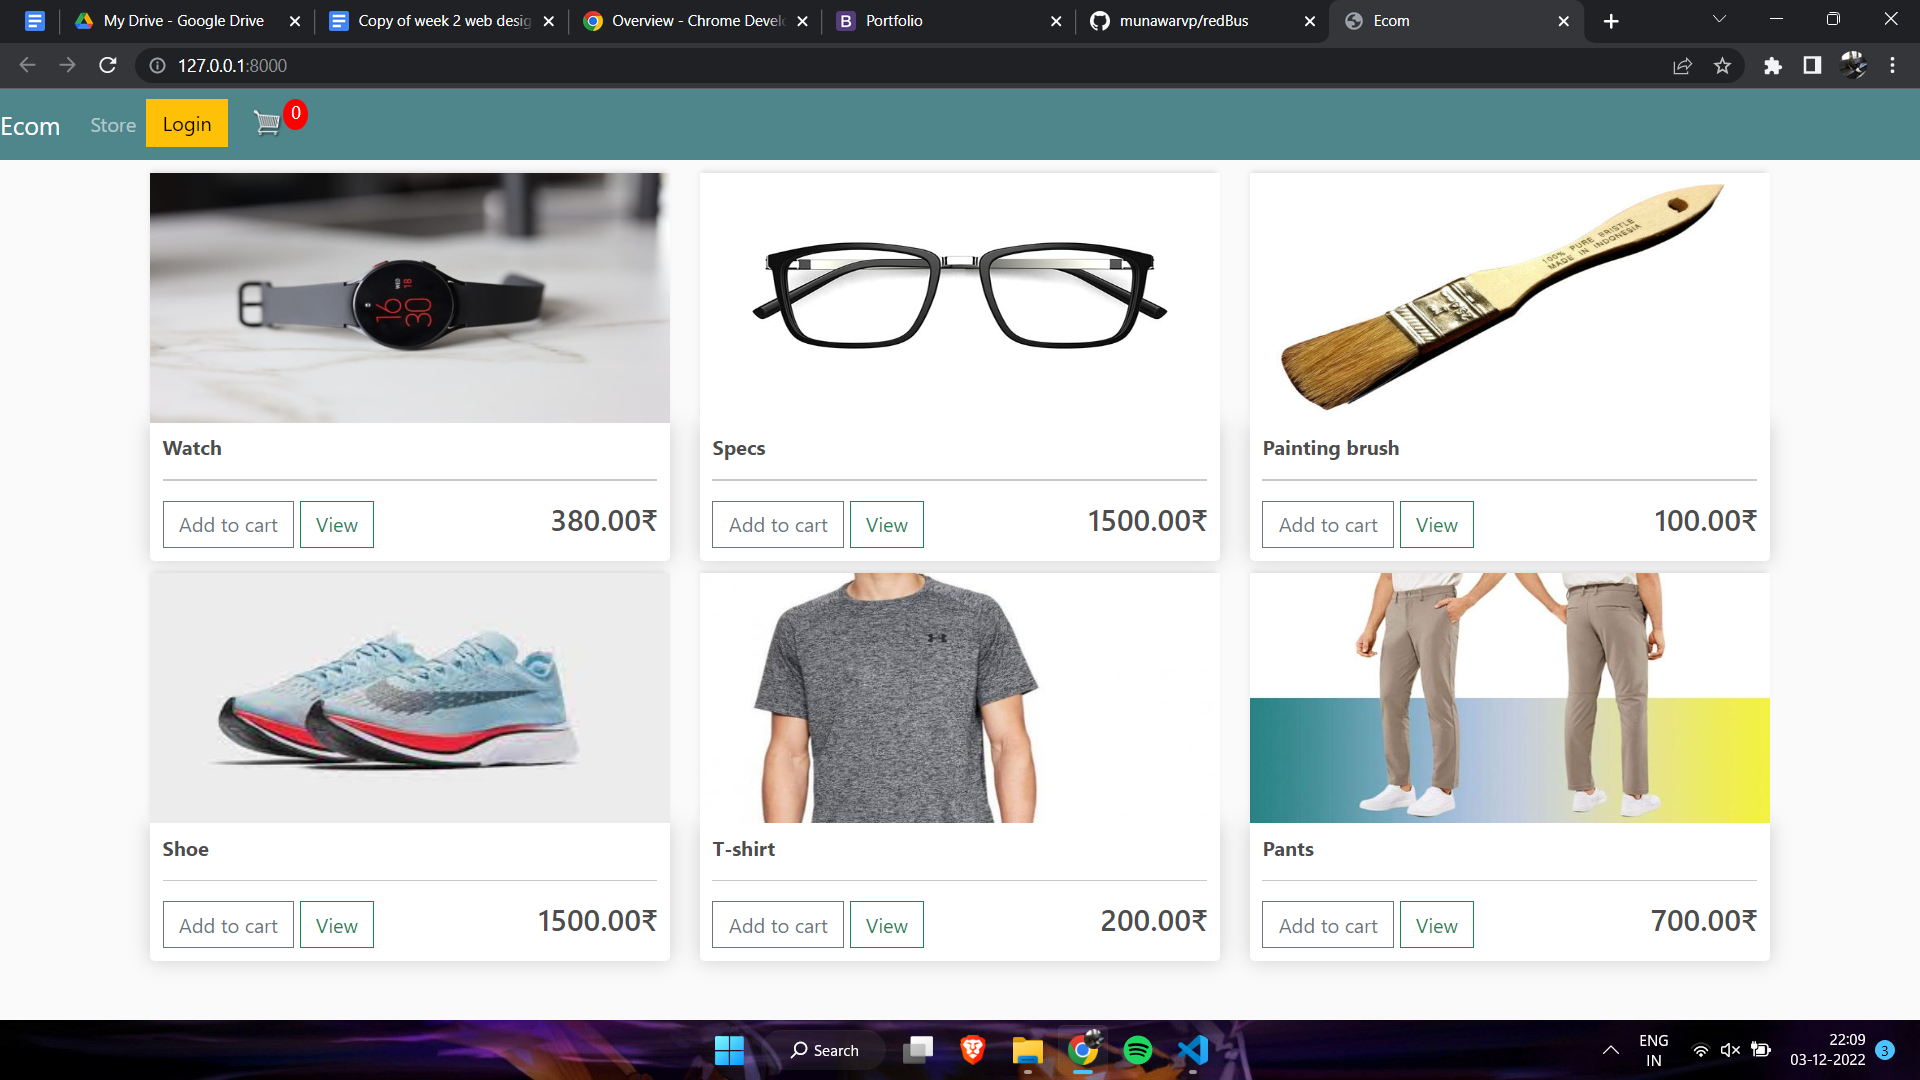 My Drive - Google Drive
Copy of week 2 web desig
Overview - Chrome Devel
Portfolio
munawarvp/redBus
Ecom
127.0.0.1:8000
Ecom
Store
Login
0
16
30
WED
18
100% PURE BRISTLE
MADE IN INDONESIA
Watch
Specs
Painting brush
Add to cart
View
380.00₹
Add to cart
View
1500.00₹
Add to cart
View
100.00₹
Shoe
T-shirt
Pants
Add to cart
View
1500.00₹
Add to cart
View
200.00₹
Add to cart
View
700.00₹
Search
ENG
IN
22:09
03-12-2022
3